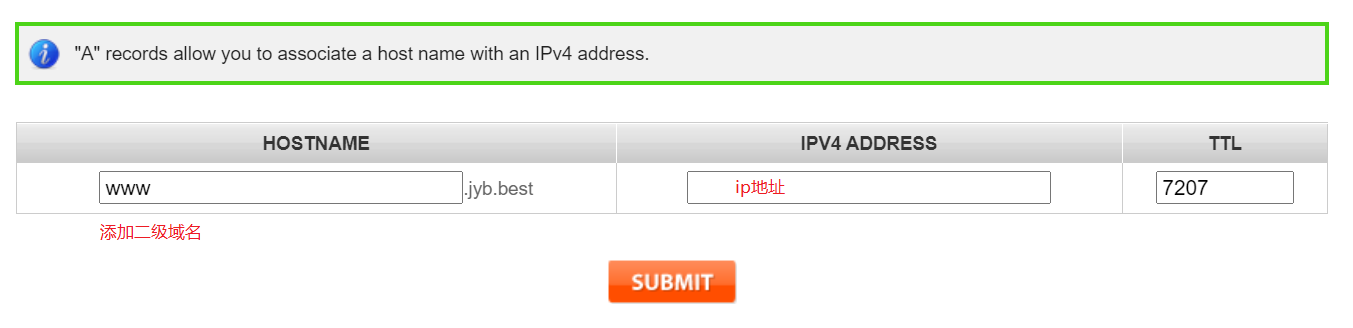 "A" records allow you to associate a host name with an IPv4 address.
HOSTNAME IPV4 ADDRESS TTL
www .jyb.best ip地址 7207
添加二级域名
SUBMIT